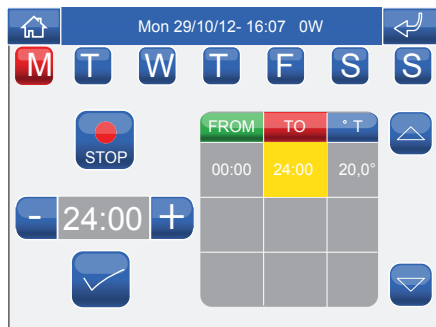 Mon 29/10/12- 16:07 0W
M T W T F S S
STOP
FROM TO ° T
00:00 24:00 20,0°
- 24:00 +